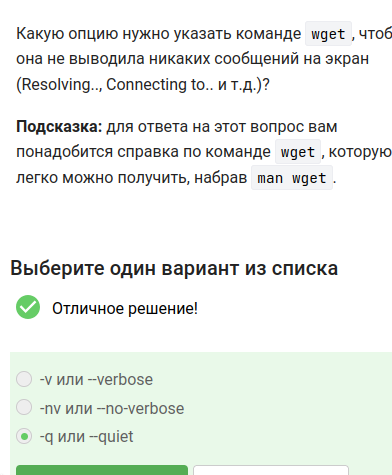 Какую опцию нужно указать команде wget, чтоб
она не выводила никаких сообщений на экран
(Resolving.., Connecting to.. и т.д.)?
Подсказка: для ответа на этот вопрос вам
понадобится справка по команде wget, которую
легко можно получить, набрав man wget.
Выберите один вариант из списка
Отличное решение!
-v или --verbose
-nv или --no-verbose
-q или --quiet